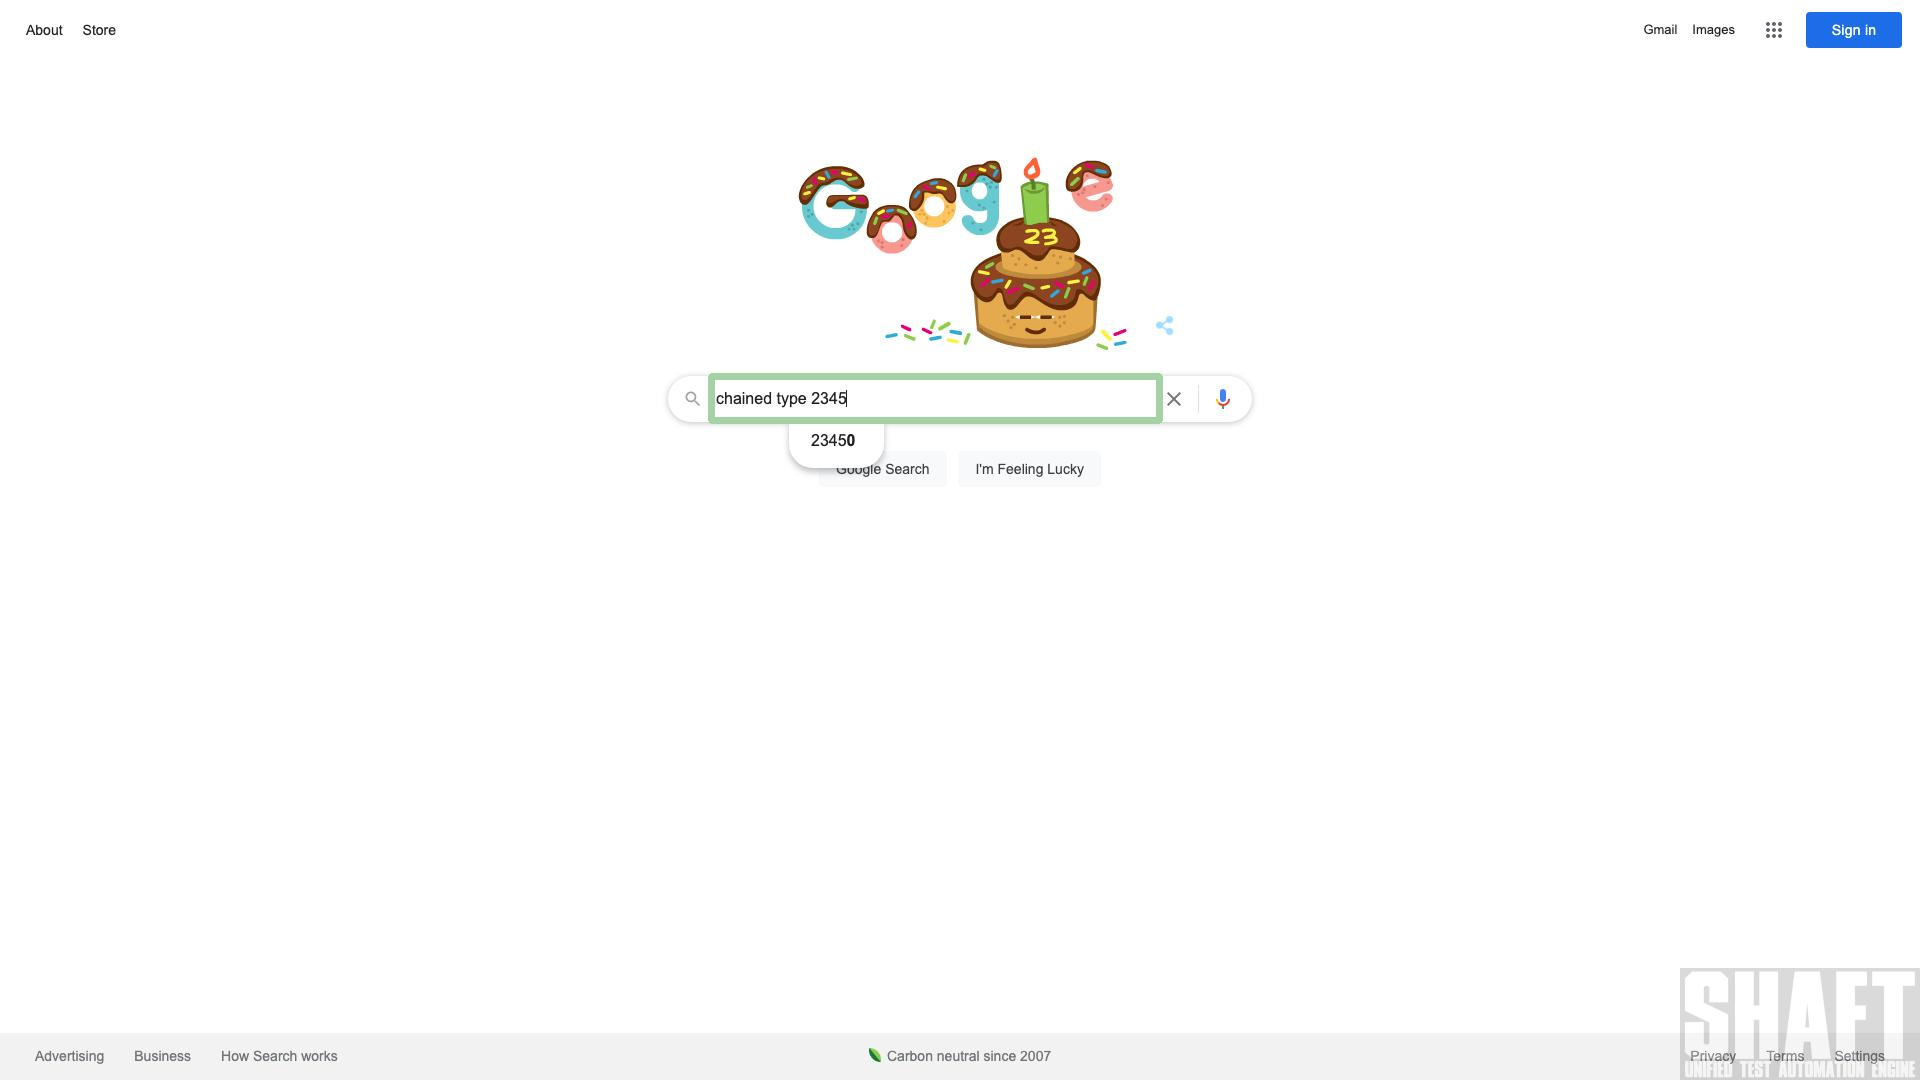 About Store
Gmail Images Sign in
Google
23
chained type 2345
23450
Google Search I'm Feeling Lucky
Advertising Business How Search works
Carbon neutral since 2007
Privacy Terms Settings
SHAFT
UNIFIED TEST AUTOMATION ENGINE